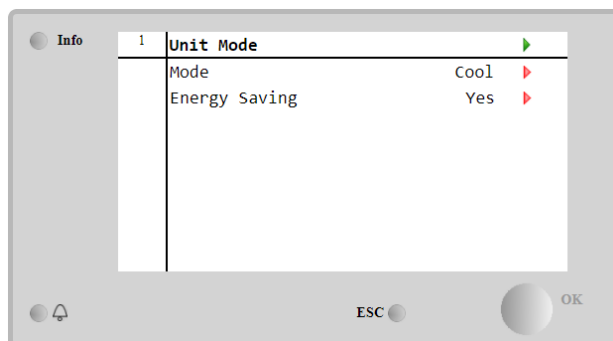 Info
1 Unit Mode
Mode Cool
Energy Saving Yes
ESC
OK